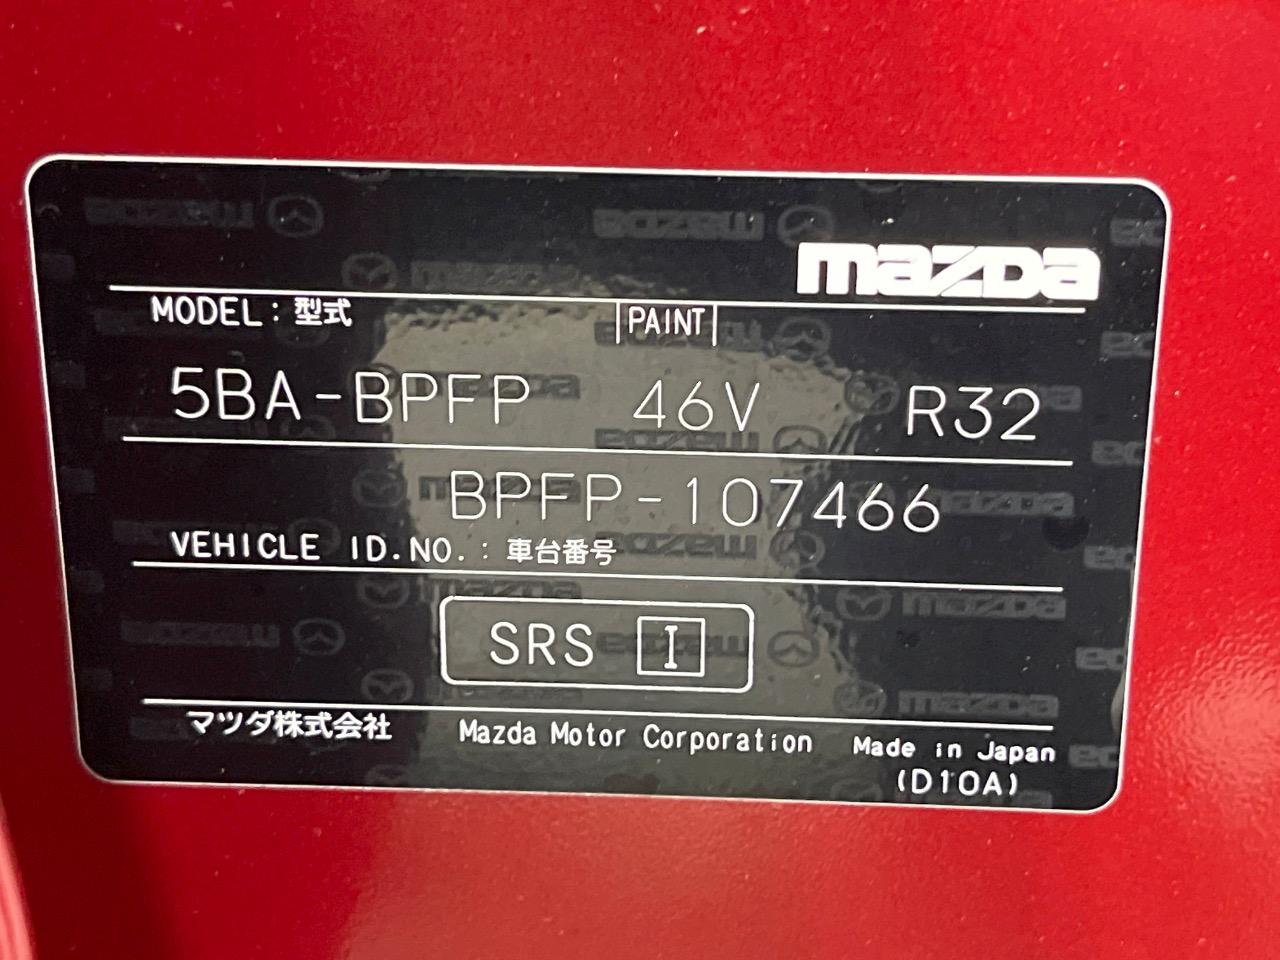 mazda
MODEL:型式 PAINT
5BA-BPFP 46V R32
BPFP-107466
VEHICLE ID.NO.:車台番号
SRS I
マツダ株式会社 Mazda Motor Corporation Made in Japan
(D10A)